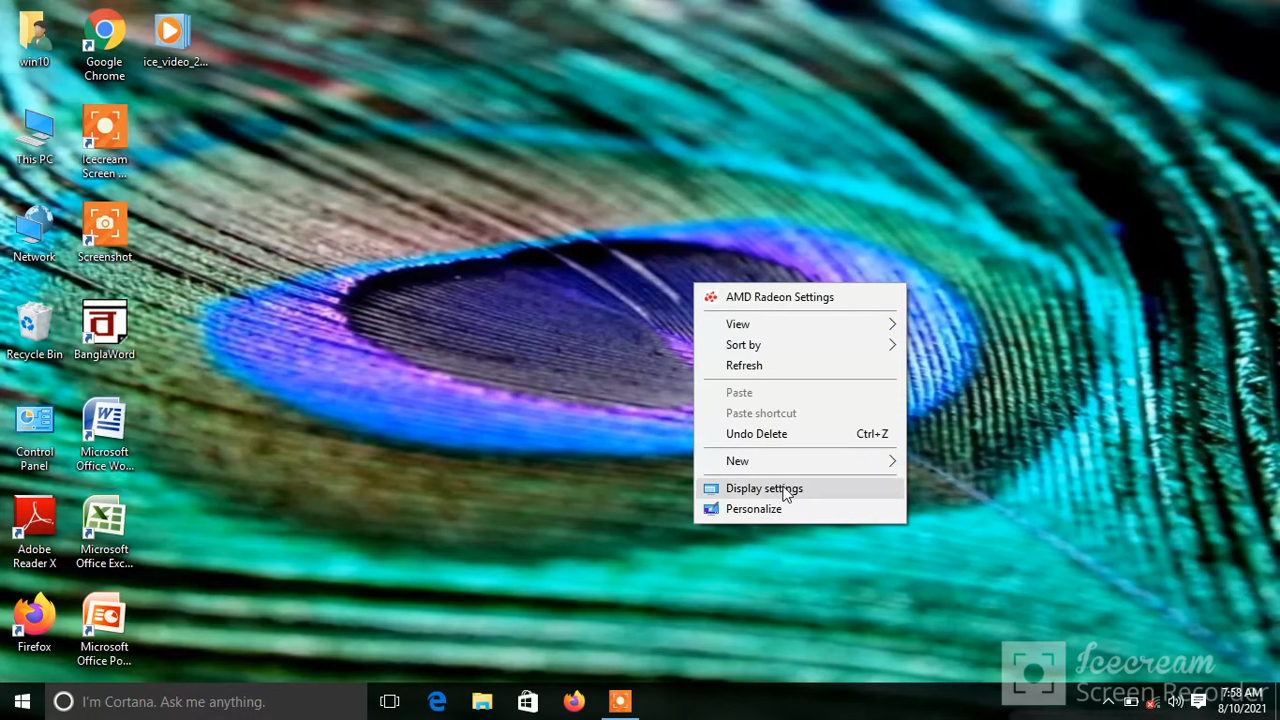 win10
Google
Chrome
ice_video_2...
This PC
Icecream
Screen ...
Network
Screenshot
Recycle Bin
ব
BanglaWord
Control
Panel
Microsoft
Office Wo...
Adobe
Reader X
Microsoft
Office Exc...
Firefox
Microsoft
Office Po...
AMD Radeon Settings
View
Sort by
Refresh
Paste
Paste shortcut
Undo Delete Ctrl+Z
New
Display settings
Personalize
Icecream
Screen Recorder
I'm Cortana. Ask me anything.
7:58 AM
8/10/2021